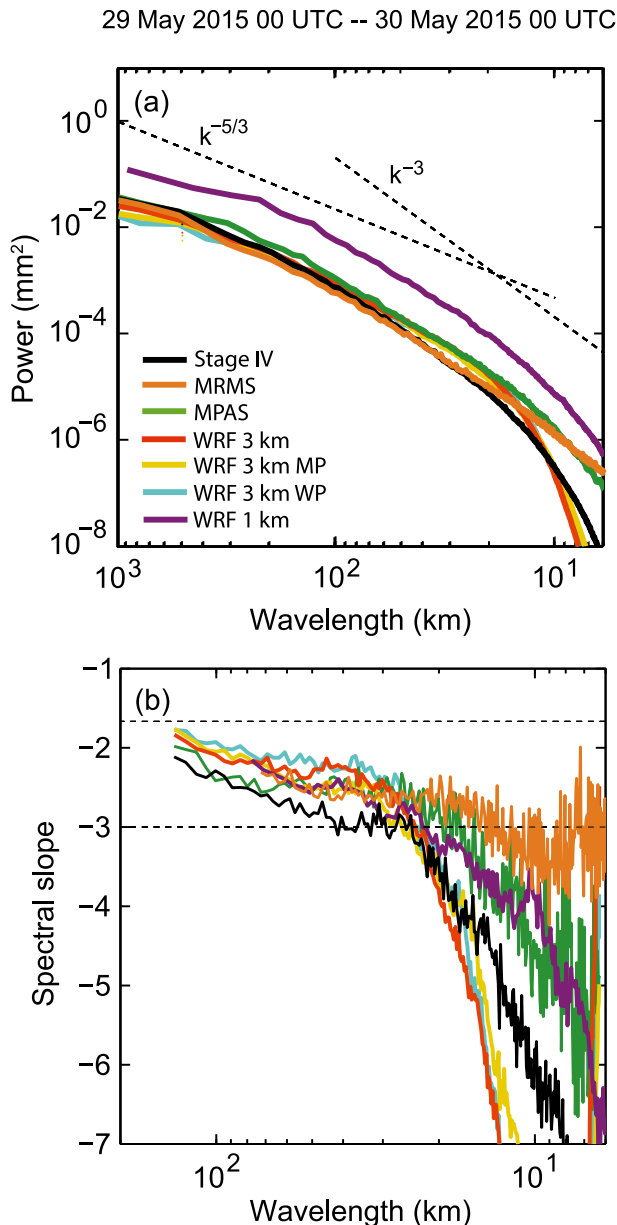 29 May 2015 00 UTC -- 30 May 2015 00 UTC
(a)
k^{-5/3}
k^{-3}
10^0
10^{-2}
10^{-4}
10^{-6}
10^{-8}
Power (mm²)
Stage IV
MRMS
MPAS
WRF 3 km
WRF 3 km MP
WRF 3 km WP
WRF 1 km
10^3 10^2 10^1
Wavelength (km)
(b)
−1
−2
−3
−4
−5
−6
−7
Spectral slope
10^2 10^1
Wavelength (km)